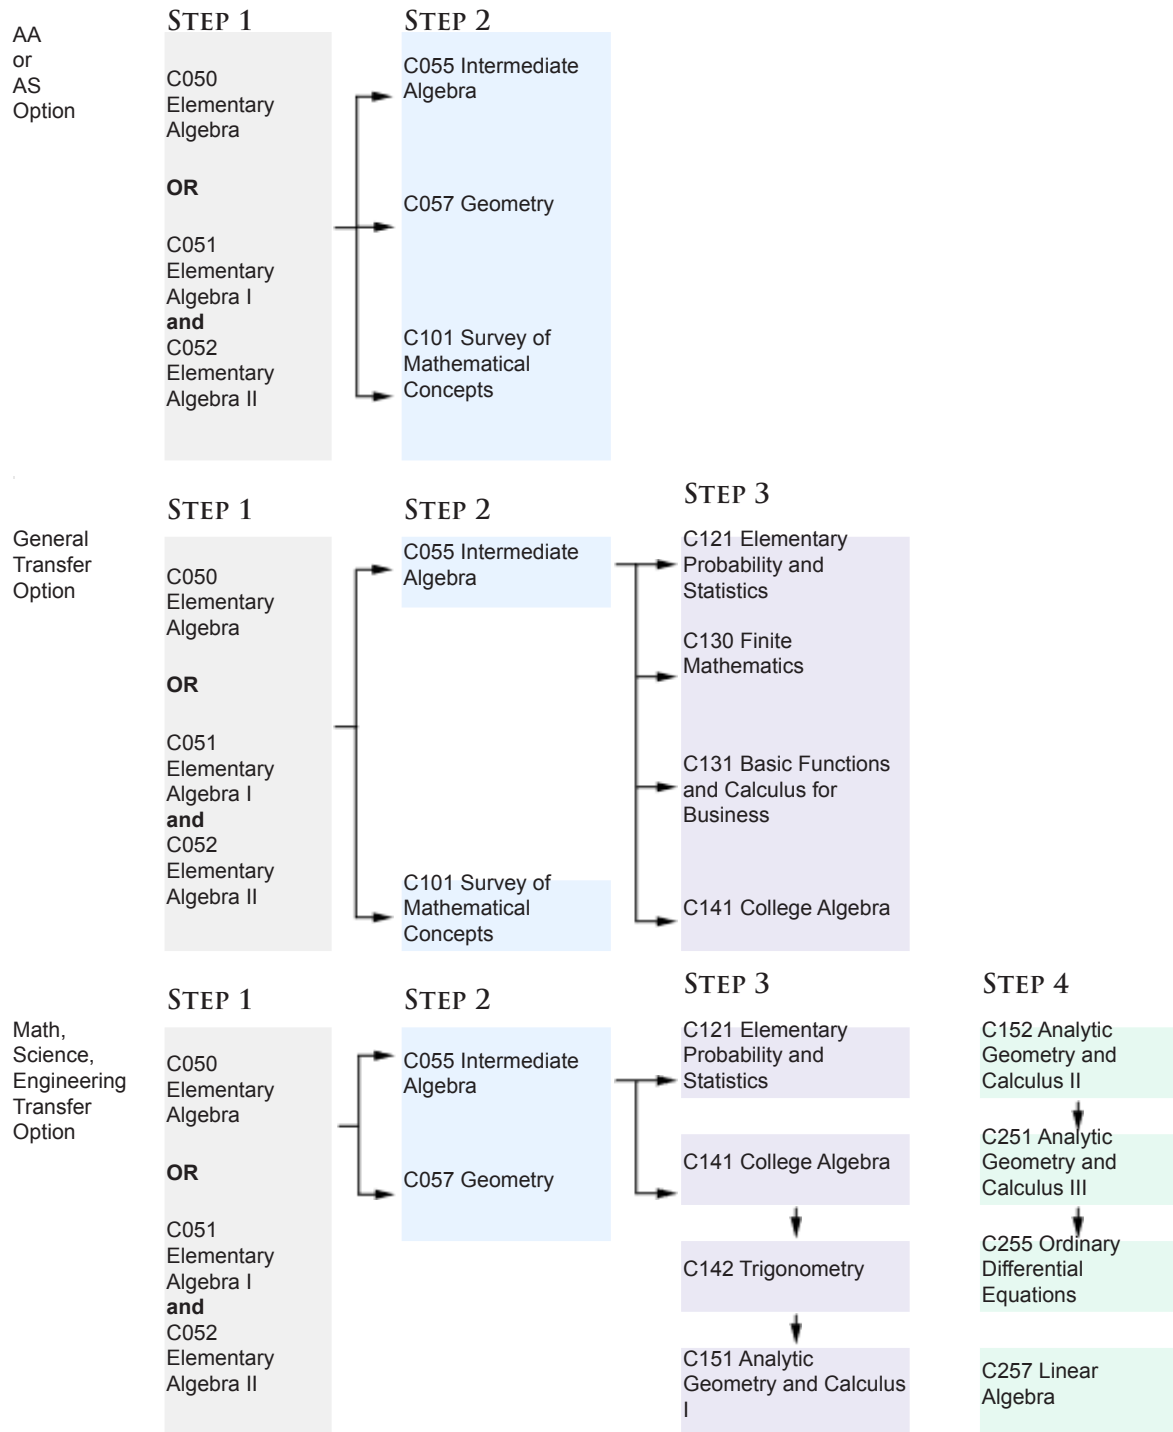 AA
or
AS
Option
STEP 1
C050
Elementary
Algebra
OR
C051
Elementary
Algebra I
and
C052
Elementary
Algebra II
STEP 2
C055 Intermediate
Algebra
C057 Geometry
C101 Survey of
Mathematical
Concepts
General
Transfer
Option
STEP 1
C050
Elementary
Algebra
OR
C051
Elementary
Algebra I
and
C052
Elementary
Algebra II
STEP 2
C055 Intermediate
Algebra
C101 Survey of
Mathematical
Concepts
STEP 3
C121 Elementary
Probability and
Statistics
C130 Finite
Mathematics
C131 Basic Functions
and Calculus for
Business
C141 College Algebra
Math,
Science,
Engineering
Transfer
Option
STEP 1
C050
Elementary
Algebra
OR
C051
Elementary
Algebra I
and
C052
Elementary
Algebra II
STEP 2
C055 Intermediate
Algebra
C057 Geometry
STEP 3
C121 Elementary
Probability and
Statistics
C141 College Algebra
C142 Trigonometry
C151 Analytic
Geometry and Calculus
I
STEP 4
C152 Analytic
Geometry and
Calculus II
C251 Analytic
Geometry and
Calculus III
C255 Ordinary
Differential
Equations
C257 Linear
Algebra